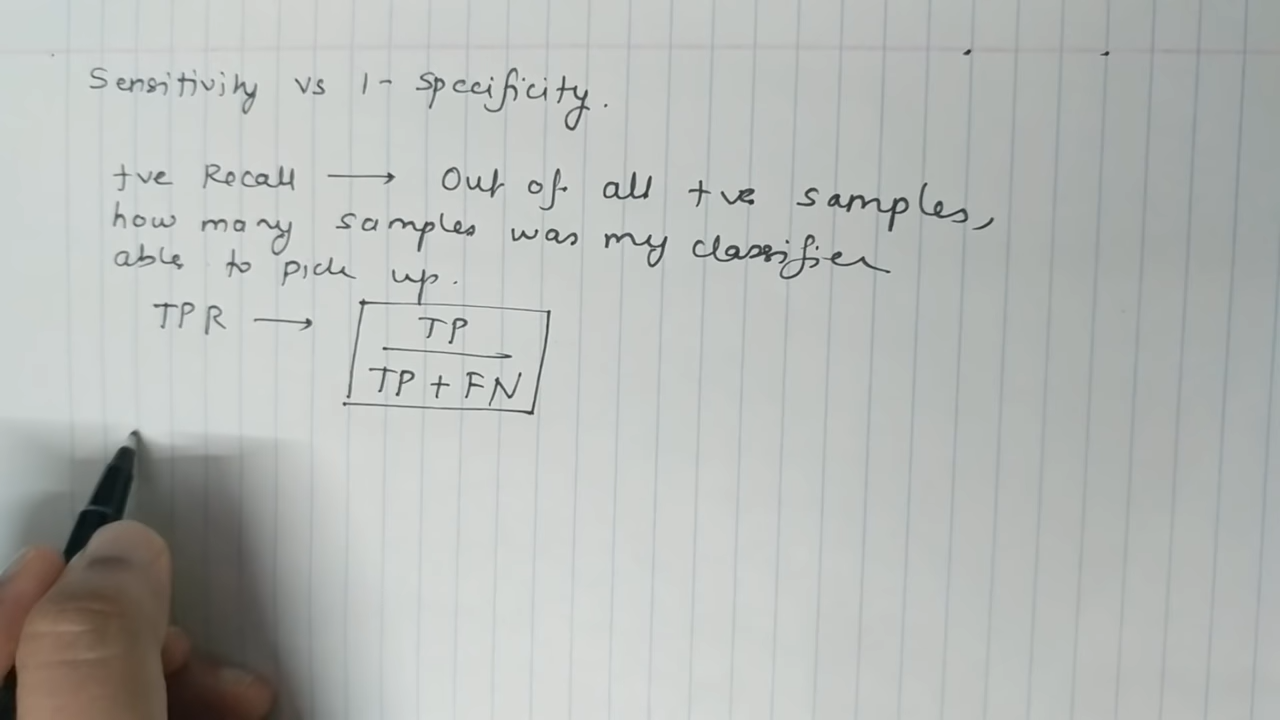 Sensitivity vs 1 - Specificity.
+ve Recall → Out of all +ve samples,
how many samples was my classifier
able to pick up.
TPR → TP
TP + FN